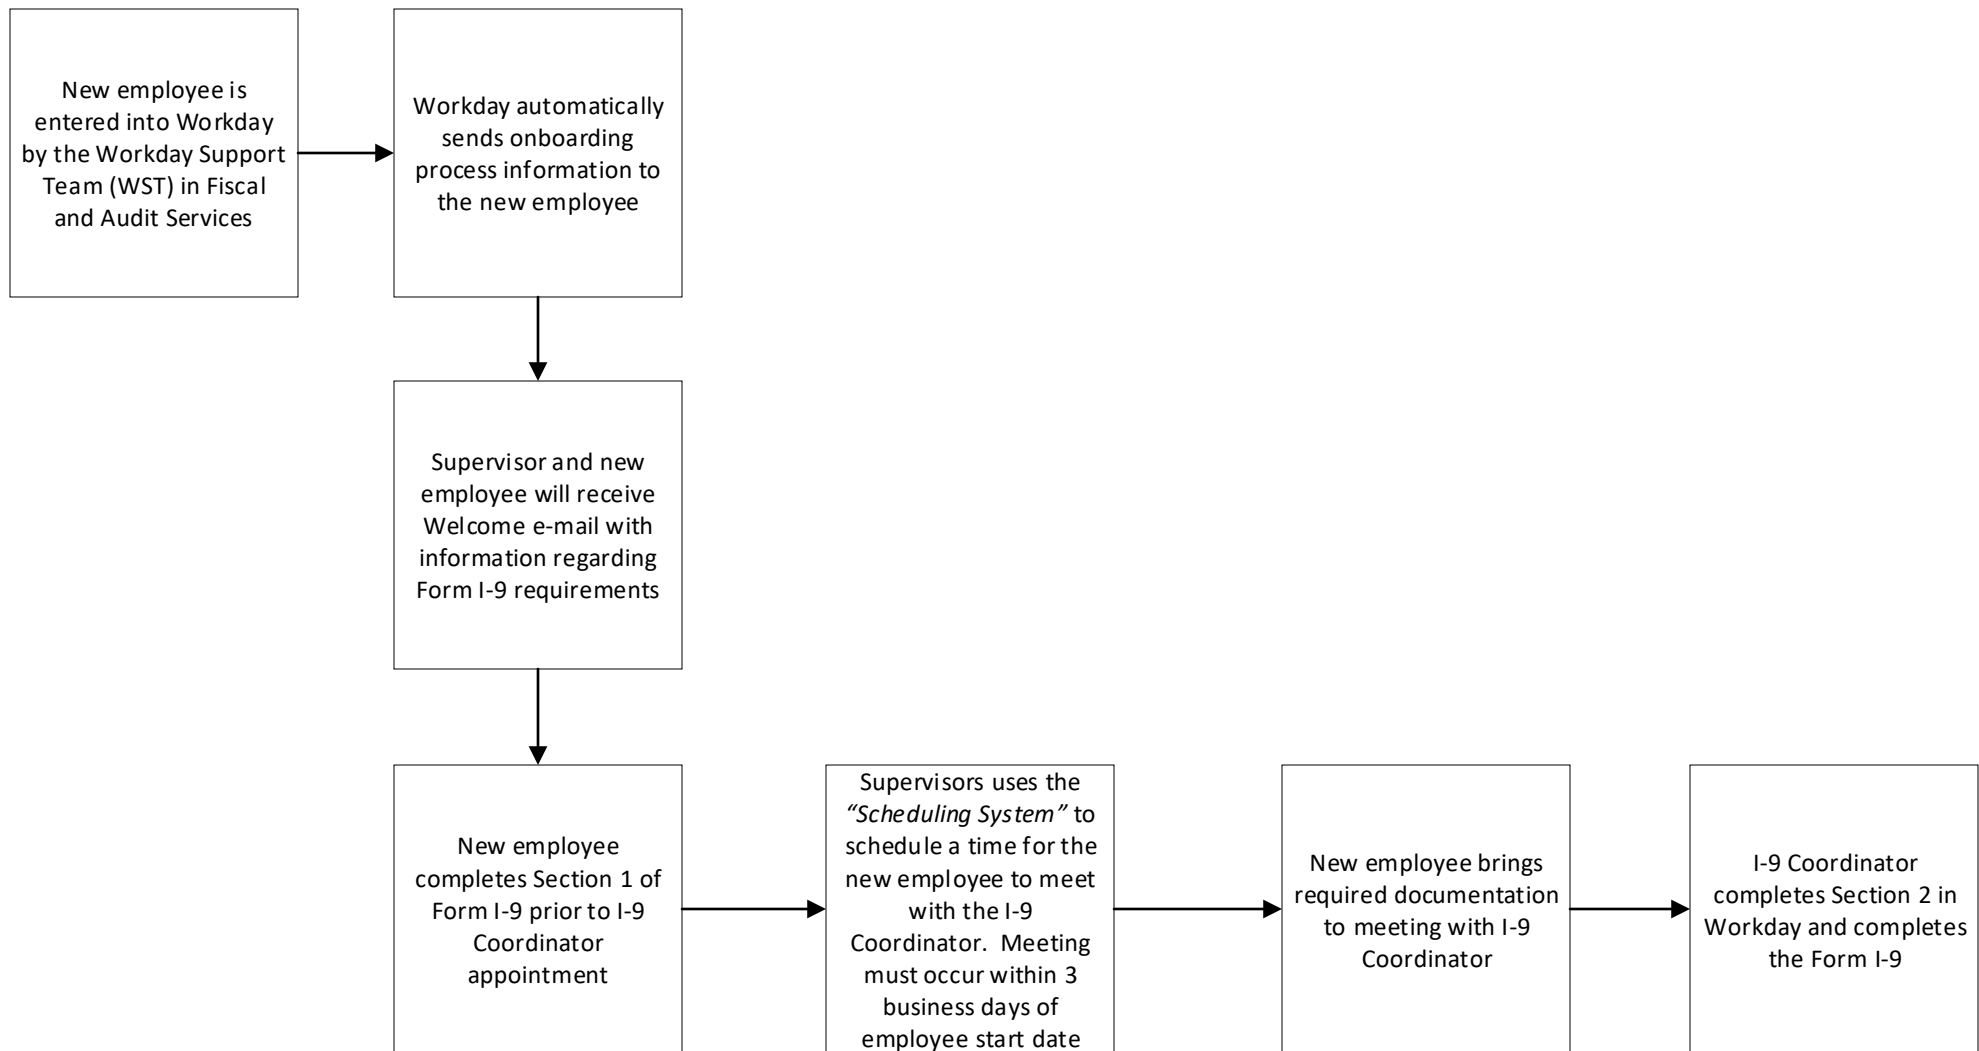 New employee is
entered into Workday
by the Workday Support
Team (WST) in Fiscal
and Audit Services
Workday automatically
sends onboarding
process information to
the new employee
Supervisor and new
employee will receive
Welcome e-mail with
information regarding
Form I-9 requirements
New employee
completes Section 1 of
Form I-9 prior to I-9
Coordinator
appointment
Supervisors uses the
“Scheduling System” to
schedule a time for the
new employee to meet
with the I-9
Coordinator.  Meeting
must occur within 3
business days of
employee start date
New employee brings
required documentation
to meeting with I-9
Coordinator
I-9 Coordinator
completes Section 2 in
Workday and completes
the Form I-9